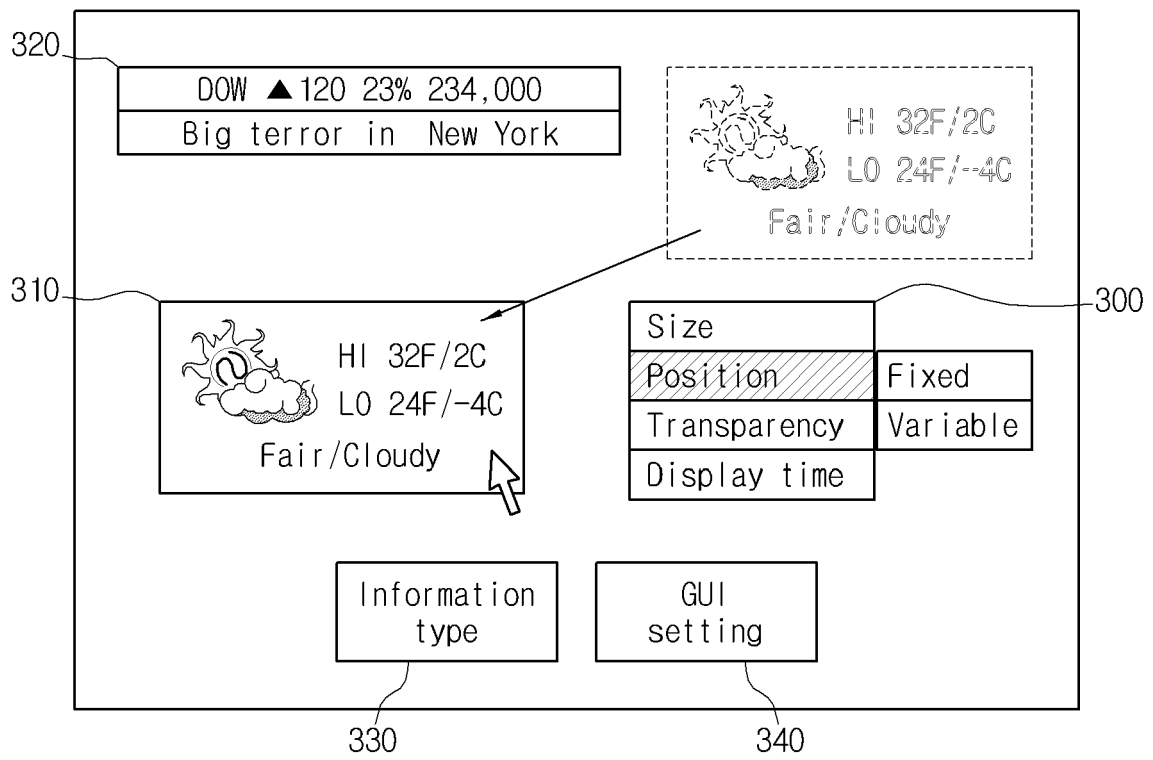 320
DOW ▲120 23% 234,000
Big terror in New York
HI 32F/2C
LO 24F/--4C
Fair/Cloudy
310
HI 32F/2C
LO 24F/-4C
Fair/Cloudy
300
Size
Position
Fixed
Transparency
Variable
Display time
Information
type
GUI
setting
330
340